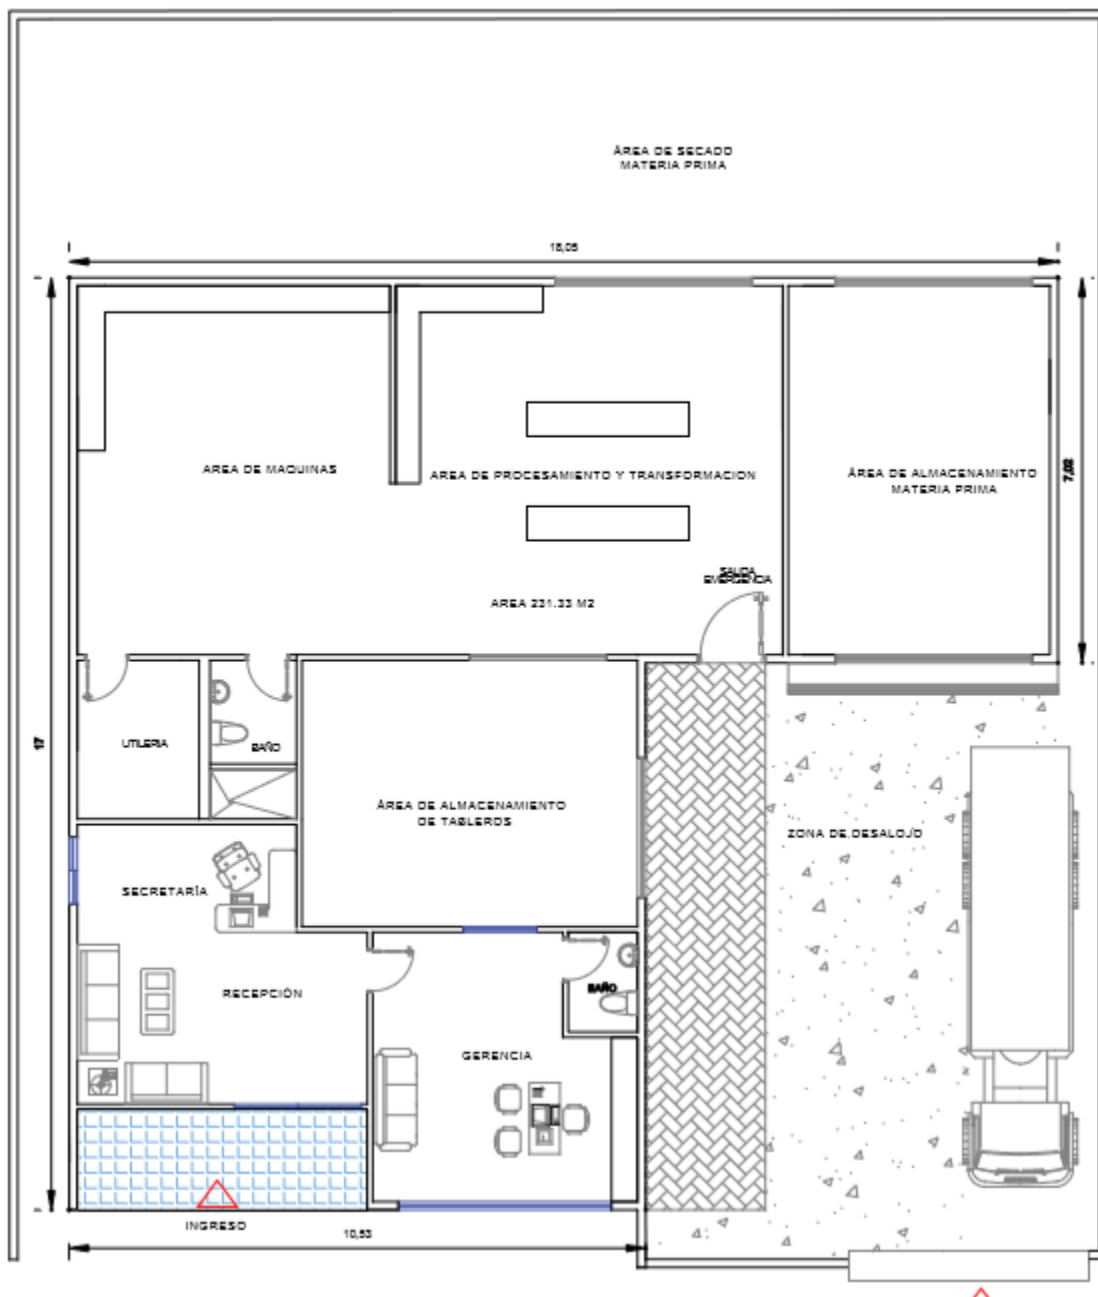 ÁREA DE SECADO
MATERIA PRIMA
18,05
AREA DE MAQUINAS
AREA DE PROCESAMIENTO Y TRANSFORMACION
ÁREA DE ALMACENAMIENTO
MATERIA PRIMA
7,02
SALIDA
EMERGENCIA
AREA 231.33 M2
17
UTILERIA
BAÑO
ÁREA DE ALMACENAMIENTO
DE TABLEROS
ZONA DE DESALOJO
SECRETARÍA
RECEPCIÓN
BAÑO
GERENCIA
INGRESO
10,53